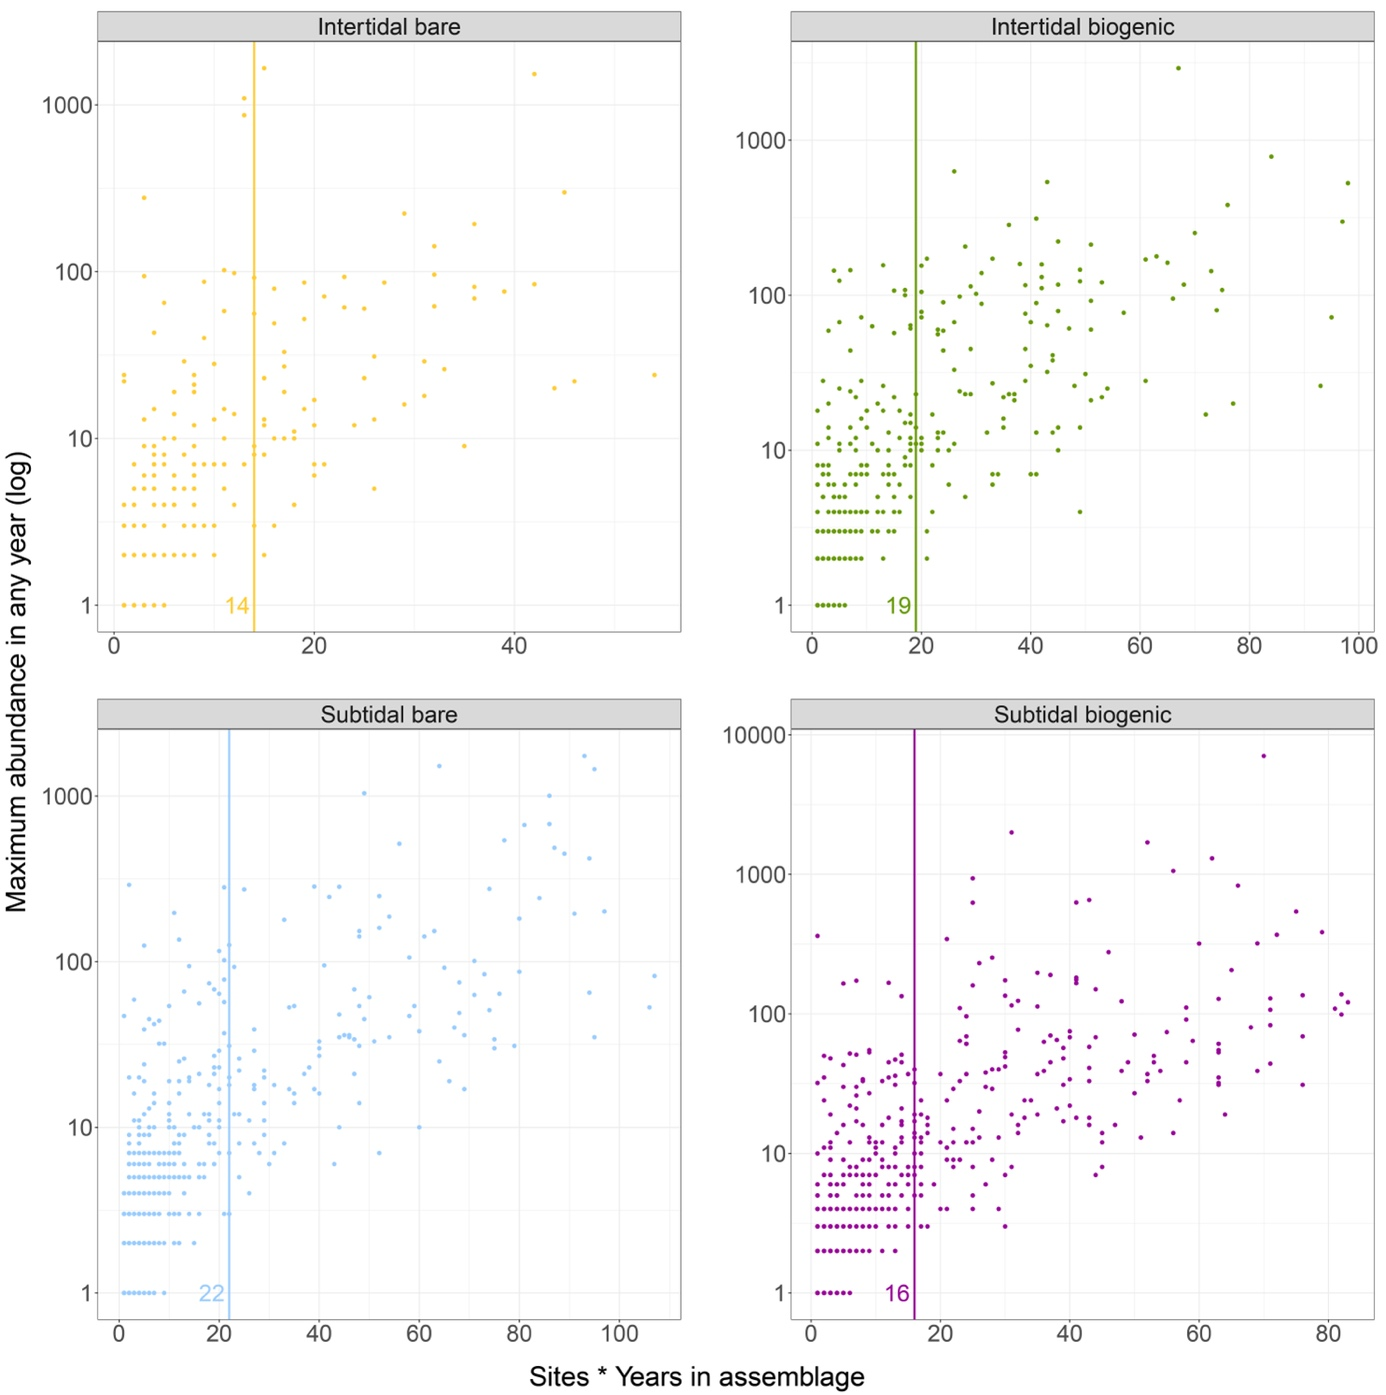 Intertidal bare
Intertidal biogenic
1000
100
10
1
14
0 20 40
1000
100
10
1
19
0 20 40 60 80 100
Maximum abundance in any year (log)
Subtidal bare
Subtidal biogenic
1000
100
10
1
22
0 20 40 60 80 100
10000
1000
100
10
1
16
0 20 40 60 80
Sites * Years in assemblage